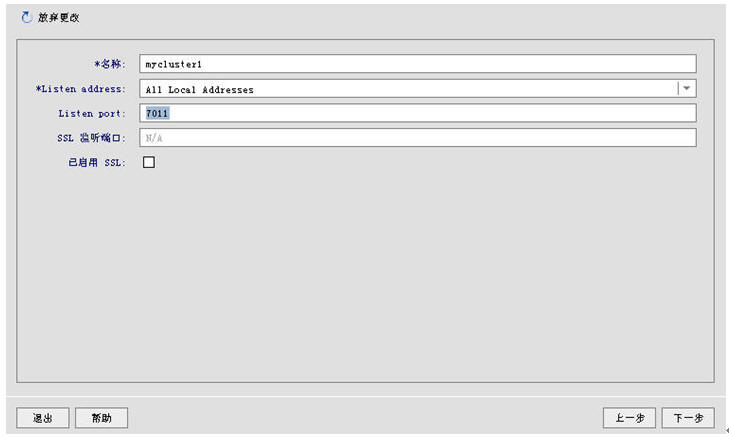 放弃更改
*名称: mycluster1
*Listen address: All Local Addresses
Listen port: 7011
SSL 监听端口: N/A
已启用 SSL:
退出 帮助 上一步 下一步